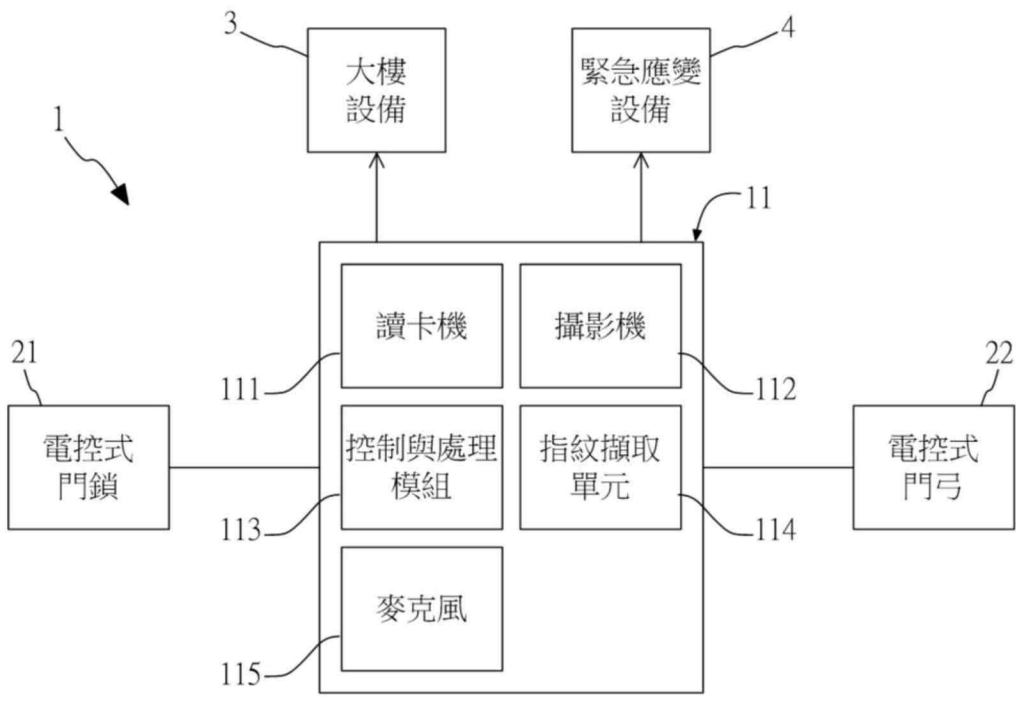 3
大樓
設備
4
緊急應變
設備
1
11
讀卡機
攝影機
111
112
21
電控式
門鎖
控制與處理
模組
指紋擷取
單元
22
電控式
門弓
113
114
麥克風
115